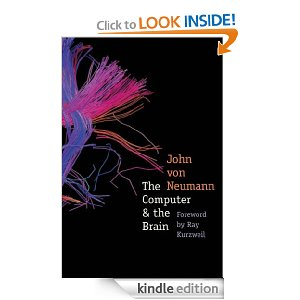 Click to
LOOK INSIDE!
John
von
The Neumann
Computer
& the Foreword
Brain by Ray
Kurzweil
kindle edition